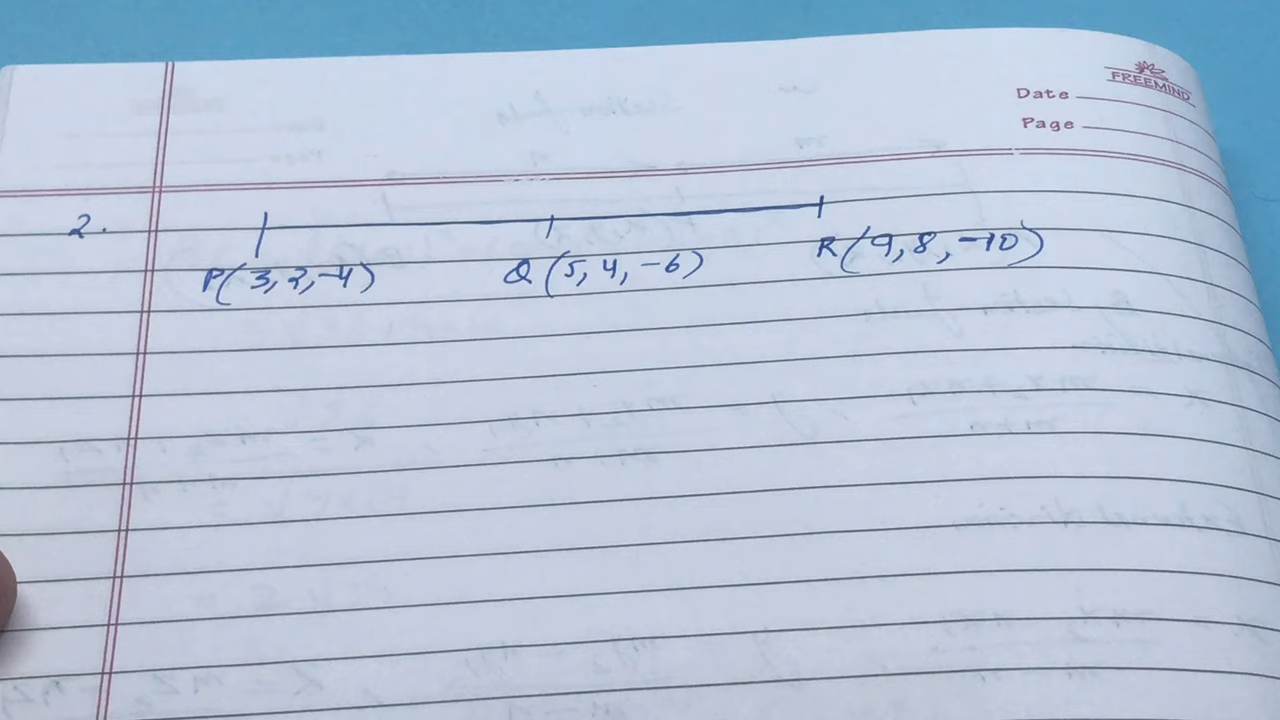 FREEMIND
Date
Page
2.
P(3,2,-4) Q(5,4,-6) R(9,8,-10)